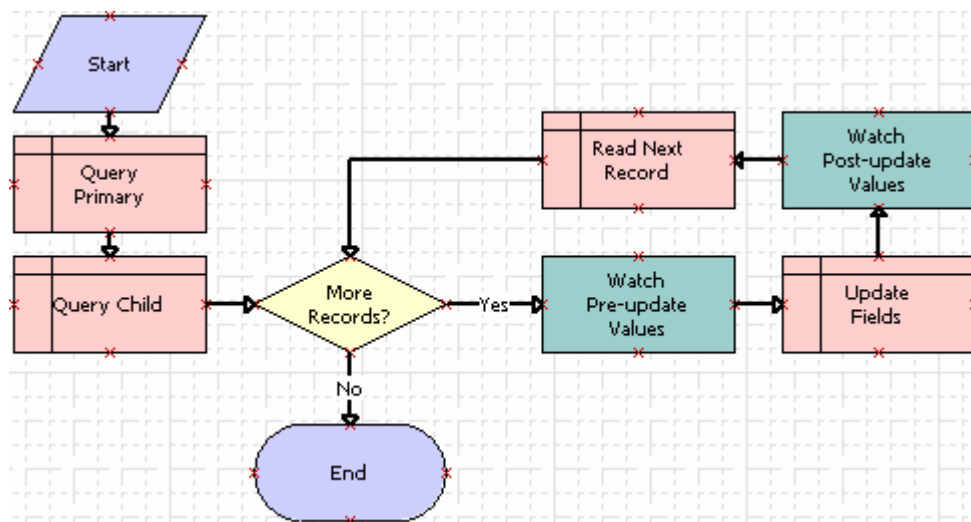 Start
Query
Primary
Query Child
More
Records?
Yes
No
End
Watch
Pre-update
Values
Update
Fields
Watch
Post-update
Values
Read Next
Record